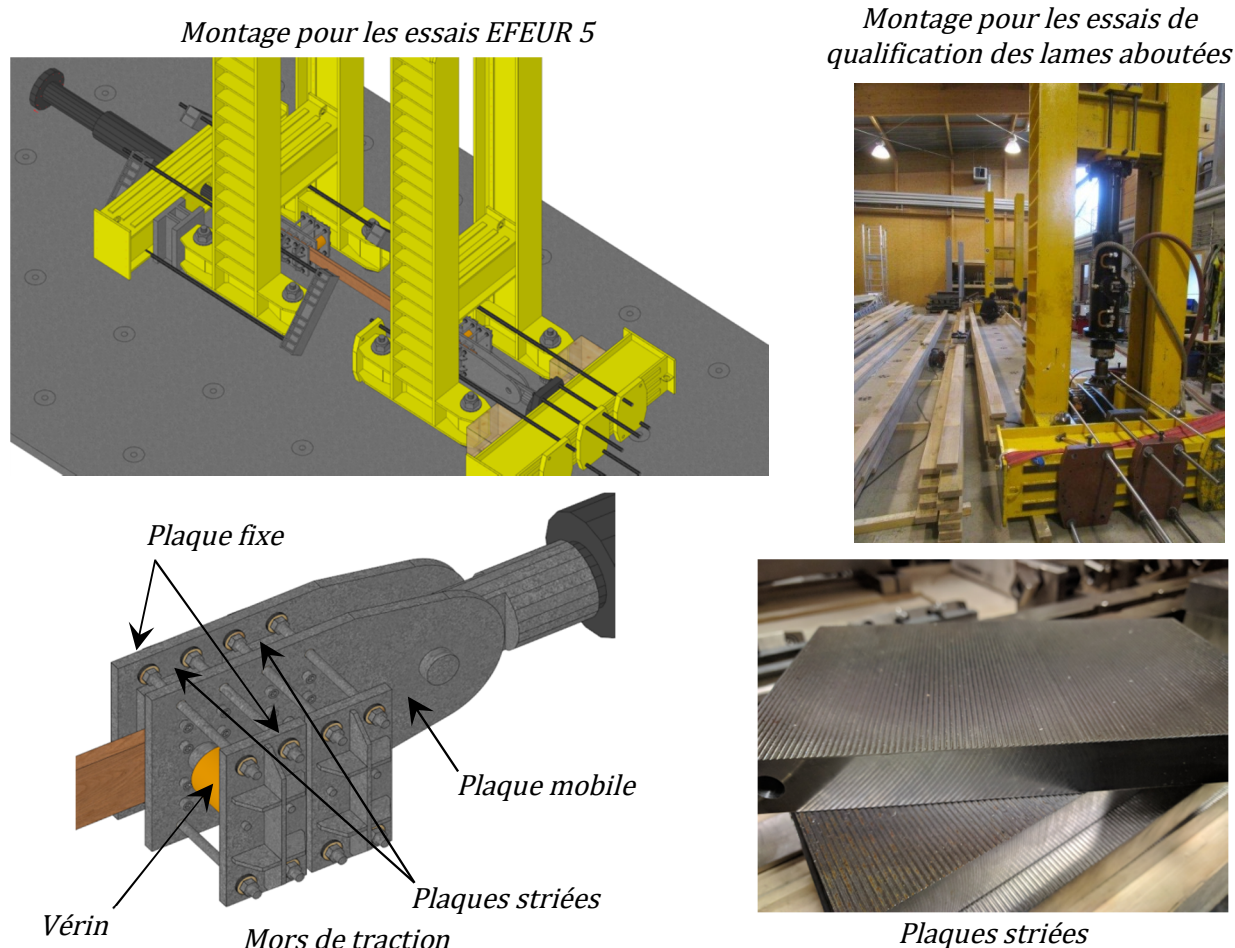 Montage pour les essais EFEUR 5
Montage pour les essais de
qualification des lames aboutées
Plaque fixe
Plaque mobile
Plaques striées
Vérin
Mors de traction
Plaques striées